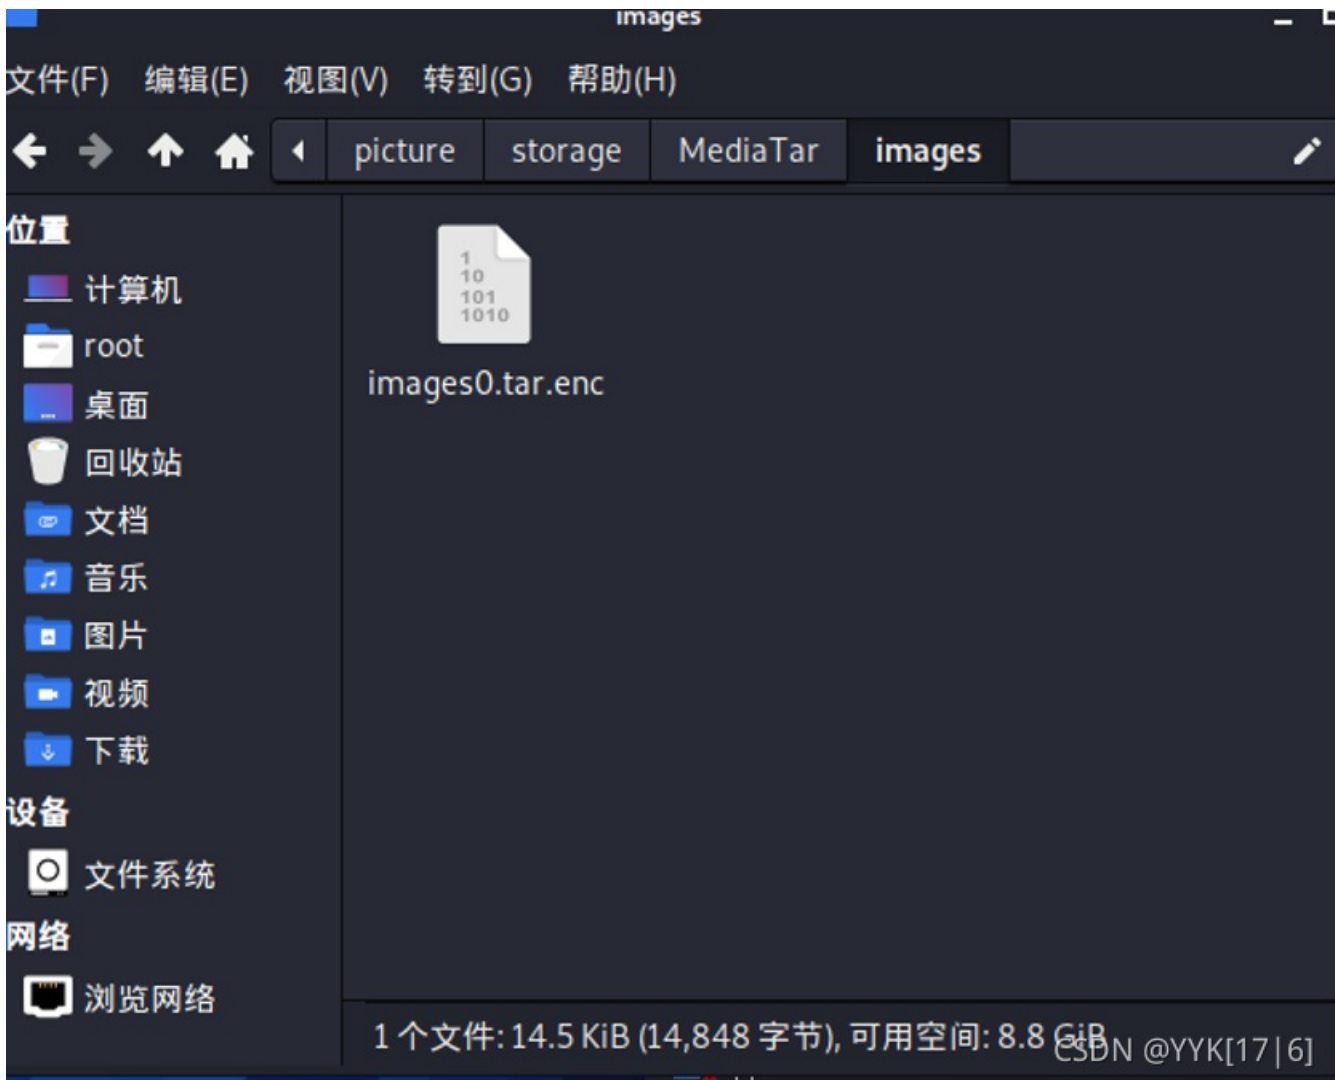 images
文件(F) 编辑(E) 视图(V) 转到(G) 帮助(H)
picture storage MediaTar images
位置
计算机
root
桌面
回收站
文档
音乐
图片
视频
下载
设备
文件系统
网络
浏览网络
1
10
101
1010
images0.tar.enc
1 个文件: 14.5 KiB (14,848 字节), 可用空间: 8.8 GiB
CSDN @YYK[17|6]